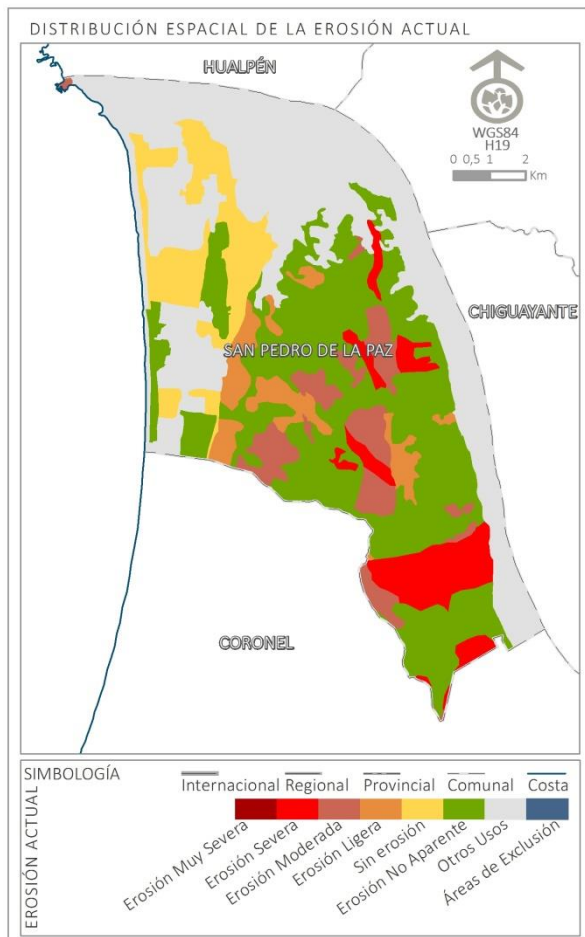 DISTRIBUCIÓN ESPACIAL DE LA EROSIÓN ACTUAL
HUALPÉN
WGS84
H19
0 0,5 1 2
Km
CHIGUAYANTE
SAN PEDRO DE LA PAZ
CORONEL
SIMBOLOGÍA
Internacional Regional Provincial Comunal Costa
EROSIÓN ACTUAL
Erosión Muy Severa
Erosión Severa
Erosión Moderada
Erosión Ligera
Sin erosión
Erosión No Aparente
Otros Usos
Áreas de Exclusión